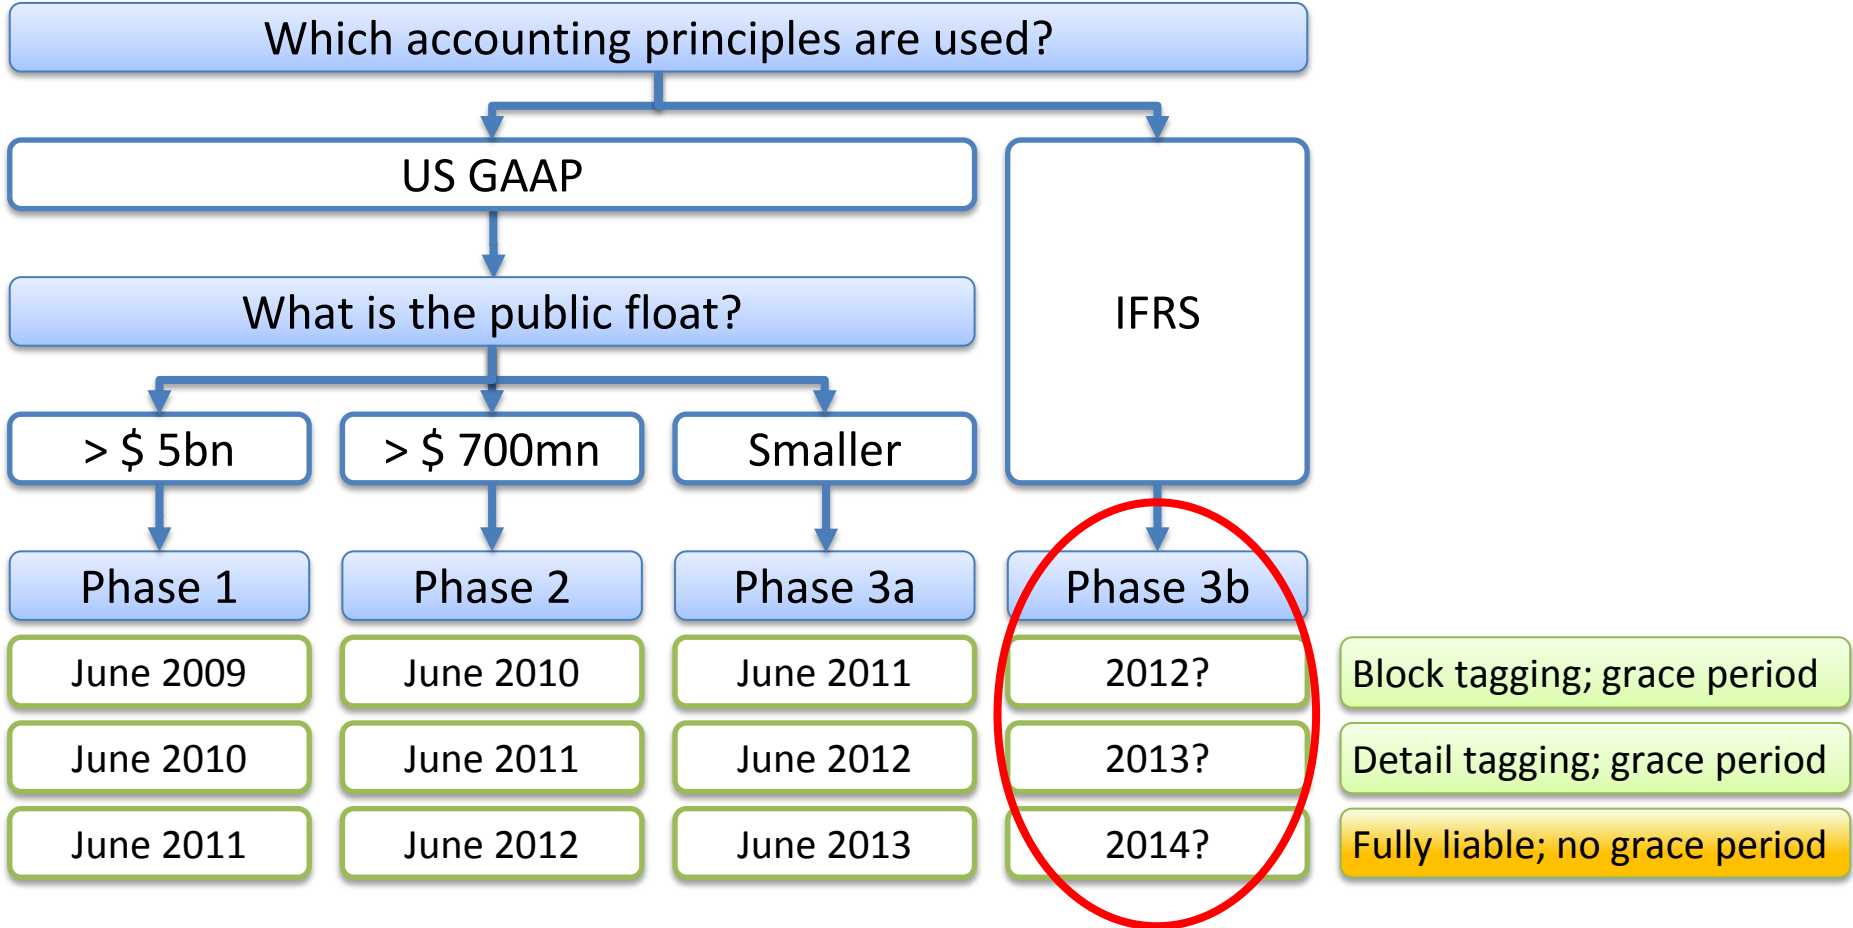 Which accounting principles are used?
US GAAP
IFRS
What is the public float?
> $ 5bn
> $ 700mn
Smaller
Phase 1
Phase 2
Phase 3a
Phase 3b
June 2009
June 2010
June 2011
2012?
Block tagging; grace period
June 2010
June 2011
June 2012
2013?
Detail tagging; grace period
June 2011
June 2012
June 2013
2014?
Fully liable; no grace period